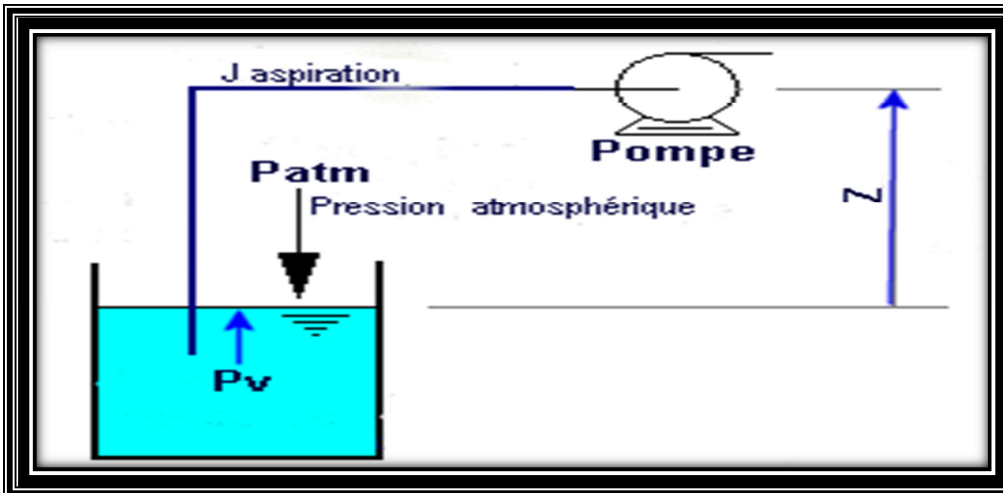 J aspiration
Pompe
Patm
Pression atmosphérique
Z
Pv